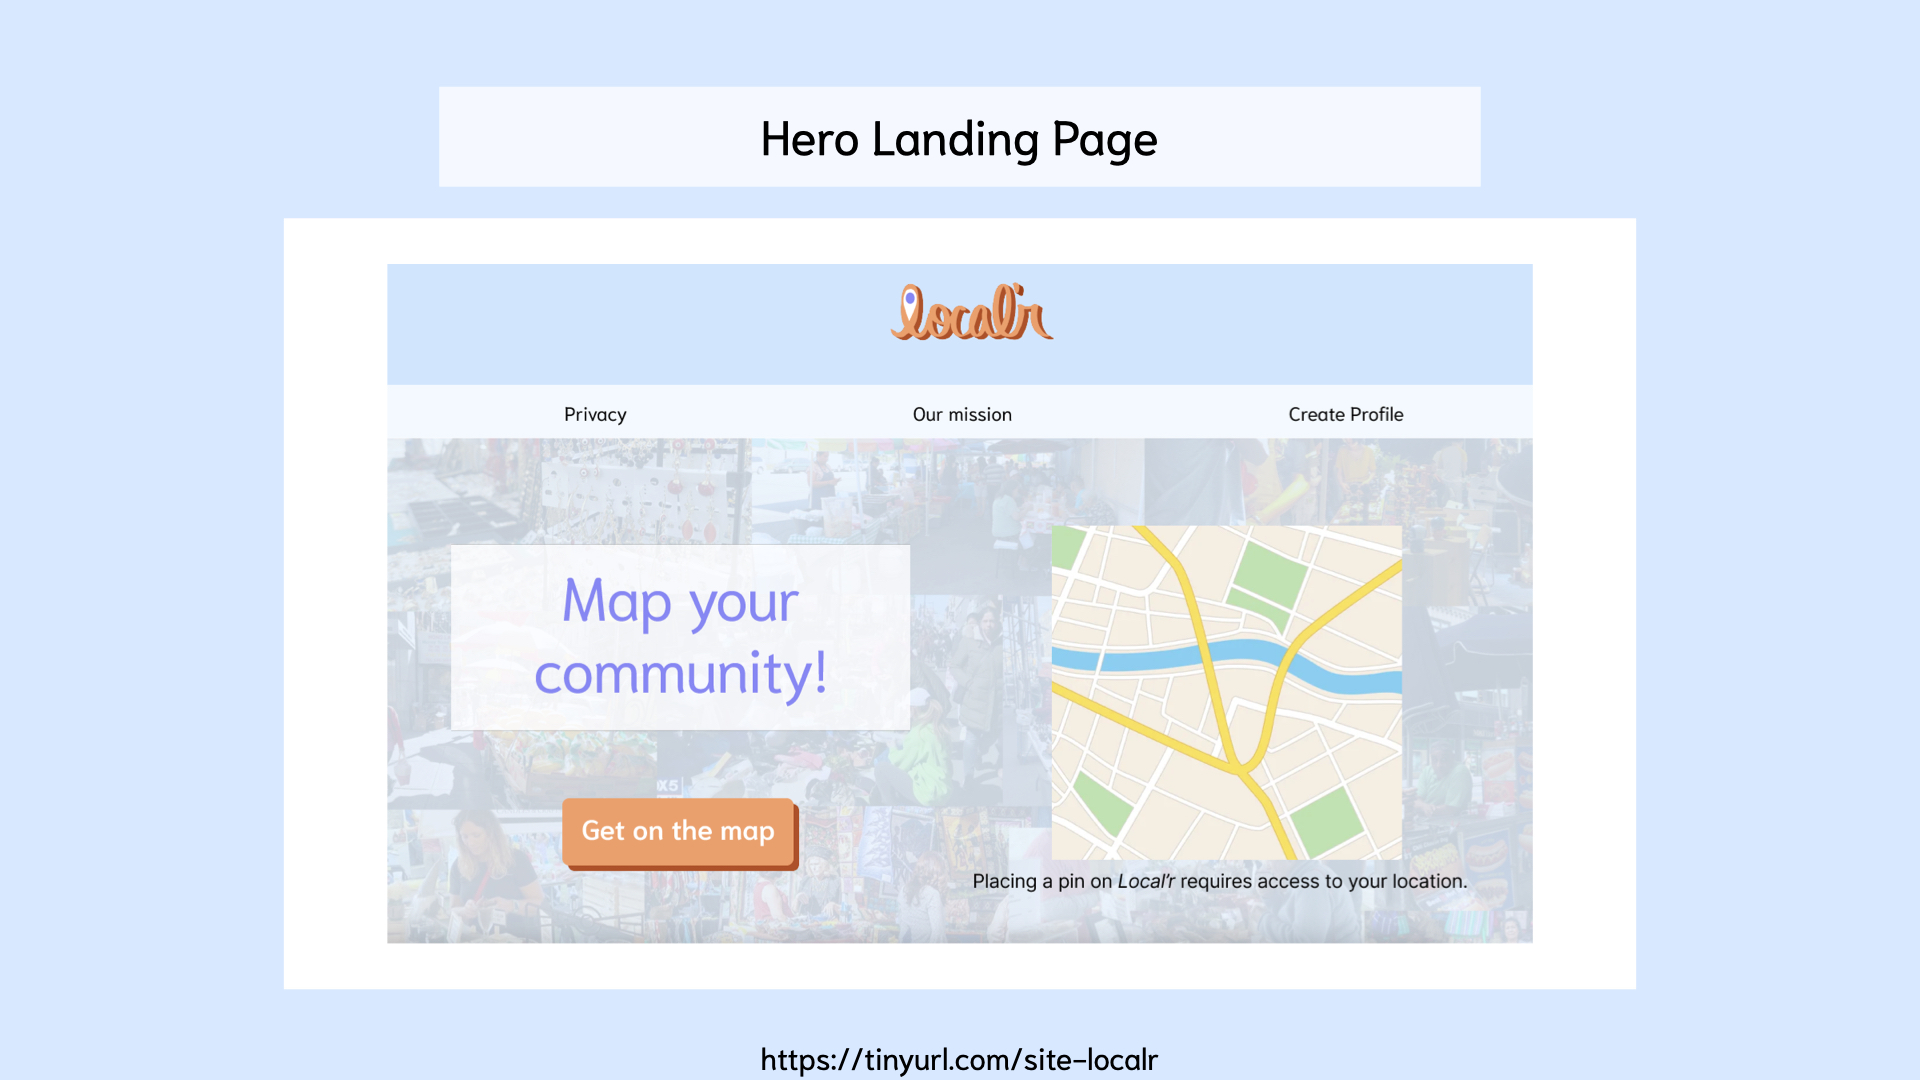 Hero Landing Page
local'r
Privacy
Our mission
Create Profile
Map your
community!
Get on the map
Placing a pin on Local'r requires access to your location.
https://tinyurl.com/site-localr